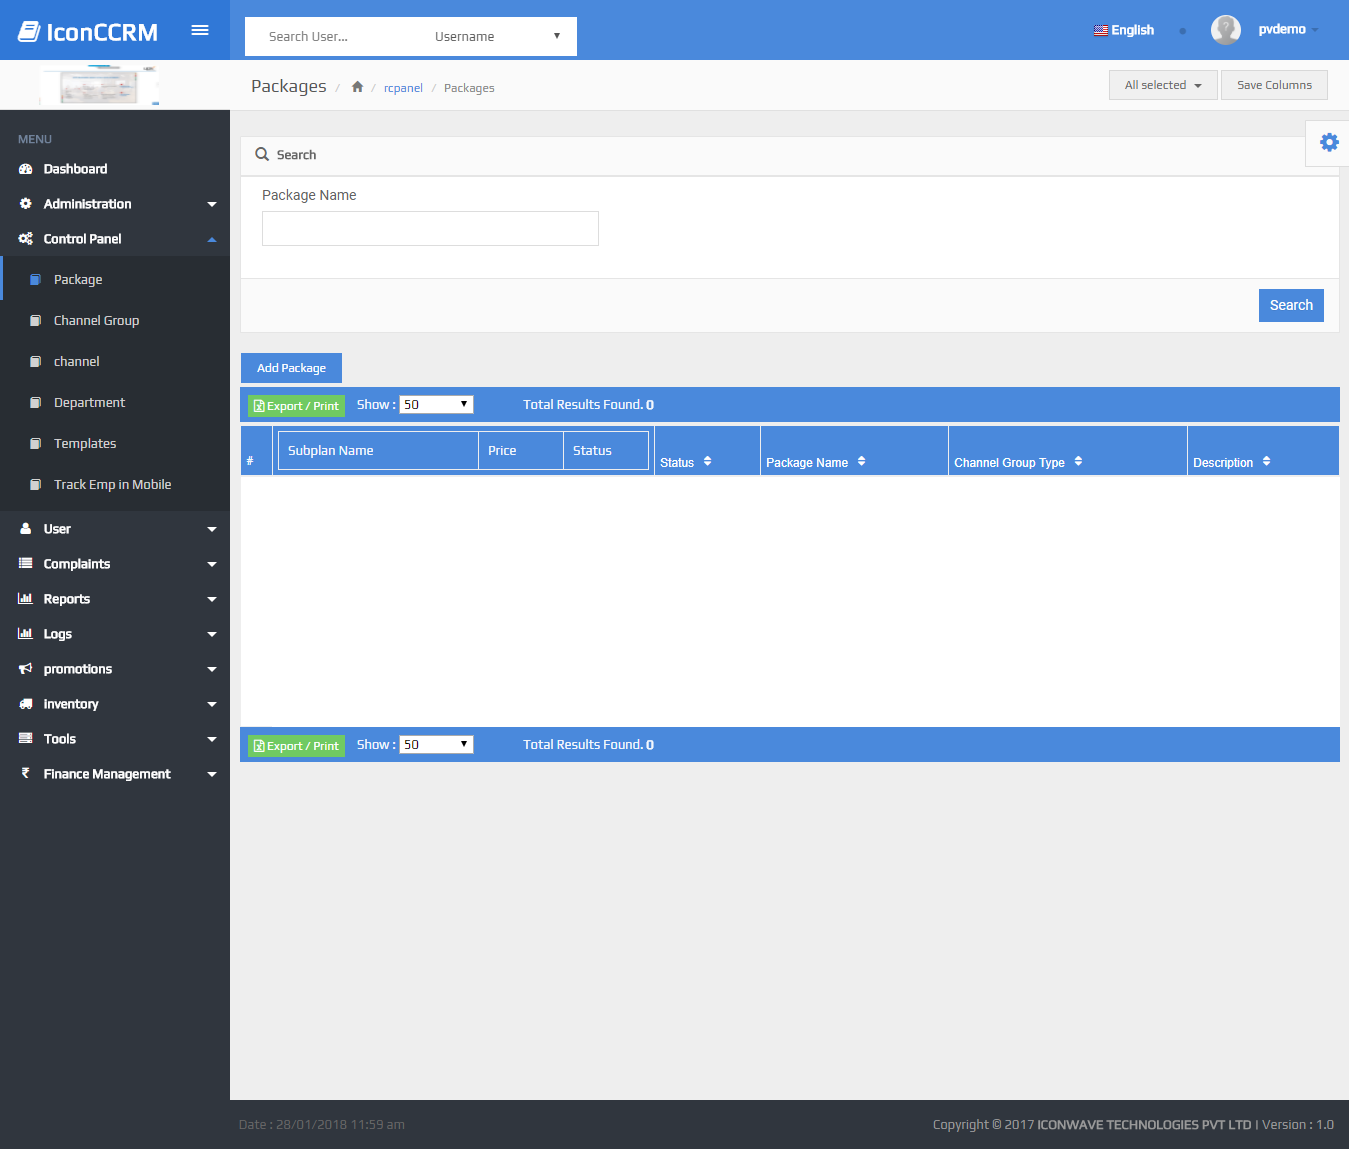 IconCCRM
Search User...
Username
English
pvdemo
Packages / / rcpanel / Packages
All selected
Save Columns
MENU
Dashboard
Administration
Control Panel
Package
Channel Group
channel
Department
Templates
Track Emp in Mobile
User
Complaints
Reports
Logs
promotions
inventory
Tools
Finance Management
Search
Package Name
Search
Add Package
Export / Print Show : 50 Total Results Found. 0
# Subplan Name Price Status Status Package Name Channel Group Type Description
Export / Print Show : 50 Total Results Found. 0
Date : 28/01/2018 11:59 am
Copyright © 2017 ICONWAVE TECHNOLOGIES PVT LTD | Version : 1.0